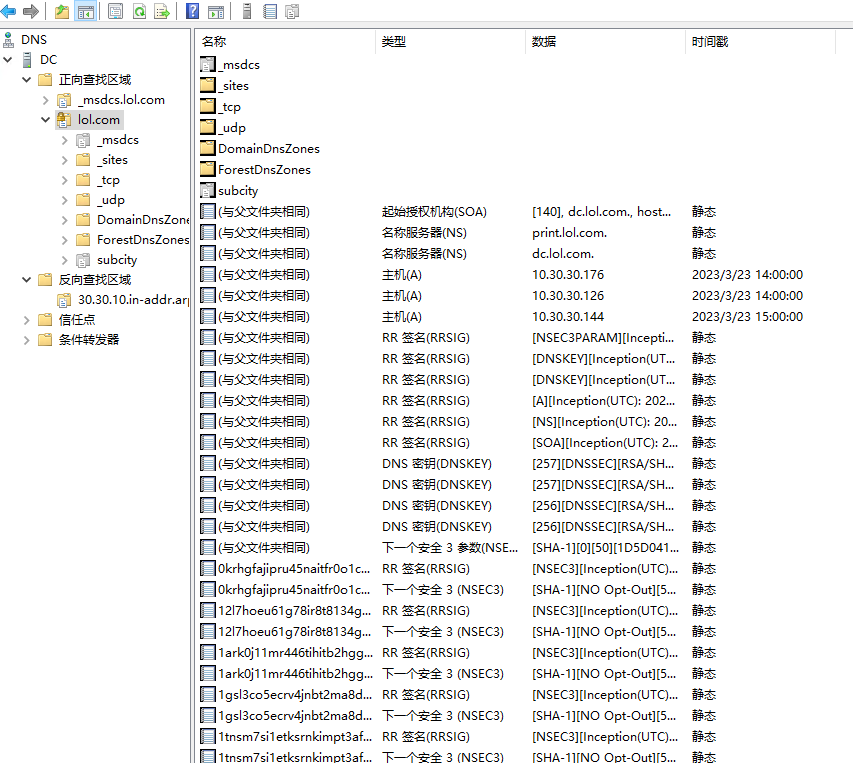 DNS
DC
正向查找区域
_msdcs.lol.com
lol.com
_msdcs
_sites
_tcp
_udp
DomainDnsZone
ForestDnsZones
subcity
反向查找区域
30.30.10.in-addr.arp
信任点
条件转发器
名称 类型 数据 时间戳
_msdcs
_sites
_tcp
_udp
DomainDnsZones
ForestDnsZones
subcity
(与父文件夹相同) 起始授权机构(SOA) [140], dc.lol.com., host... 静态
(与父文件夹相同) 名称服务器(NS) print.lol.com. 静态
(与父文件夹相同) 名称服务器(NS) dc.lol.com. 静态
(与父文件夹相同) 主机(A) 10.30.30.176 2023/3/23 14:00:00
(与父文件夹相同) 主机(A) 10.30.30.126 2023/3/23 14:00:00
(与父文件夹相同) 主机(A) 10.30.30.144 2023/3/23 15:00:00
(与父文件夹相同) RR 签名(RRSIG) [NSEC3PARAM][Incepti... 静态
(与父文件夹相同) RR 签名(RRSIG) [DNSKEY][Inception(UT... 静态
(与父文件夹相同) RR 签名(RRSIG) [DNSKEY][Inception(UT... 静态
(与父文件夹相同) RR 签名(RRSIG) [A][Inception(UTC): 202... 静态
(与父文件夹相同) RR 签名(RRSIG) [NS][Inception(UTC): 20... 静态
(与父文件夹相同) RR 签名(RRSIG) [SOA][Inception(UTC): 2... 静态
(与父文件夹相同) DNS 密钥(DNSKEY) [257][DNSSEC][RSA/SH... 静态
(与父文件夹相同) DNS 密钥(DNSKEY) [257][DNSSEC][RSA/SH... 静态
(与父文件夹相同) DNS 密钥(DNSKEY) [256][DNSSEC][RSA/SH... 静态
(与父文件夹相同) DNS 密钥(DNSKEY) [256][DNSSEC][RSA/SH... 静态
(与父文件夹相同) 下一个安全 3 参数(NSE... [SHA-1][0][50][1D5D041... 静态
0krhgfajipru45naitfr0o1c... RR 签名(RRSIG) [NSEC3][Inception(UTC)... 静态
0krhgfajipru45naitfr0o1c... 下一个安全 3 (NSEC3) [SHA-1][NO Opt-Out][5... 静态
12l7hoeu61g78ir8t8134g... RR 签名(RRSIG) [NSEC3][Inception(UTC)... 静态
12l7hoeu61g78ir8t8134g... 下一个安全 3 (NSEC3) [SHA-1][NO Opt-Out][5... 静态
1ark0j11mr446tihitb2hgg... RR 签名(RRSIG) [NSEC3][Inception(UTC)... 静态
1ark0j11mr446tihitb2hgg... 下一个安全 3 (NSEC3) [SHA-1][NO Opt-Out][5... 静态
1gsl3co5ecrv4jnbt2ma8d... RR 签名(RRSIG) [NSEC3][Inception(UTC)... 静态
1gsl3co5ecrv4jnbt2ma8d... 下一个安全 3 (NSEC3) [SHA-1][NO Opt-Out][5... 静态
1tnsm7si1etksrnkimpt3af... RR 签名(RRSIG) [NSEC3][Inception(UTC)... 静态
1tnsm7si1etksrnkimpt3af... 下一个安全 3 (NSEC3) [SHA-1][NO Opt-Out][5... 静态